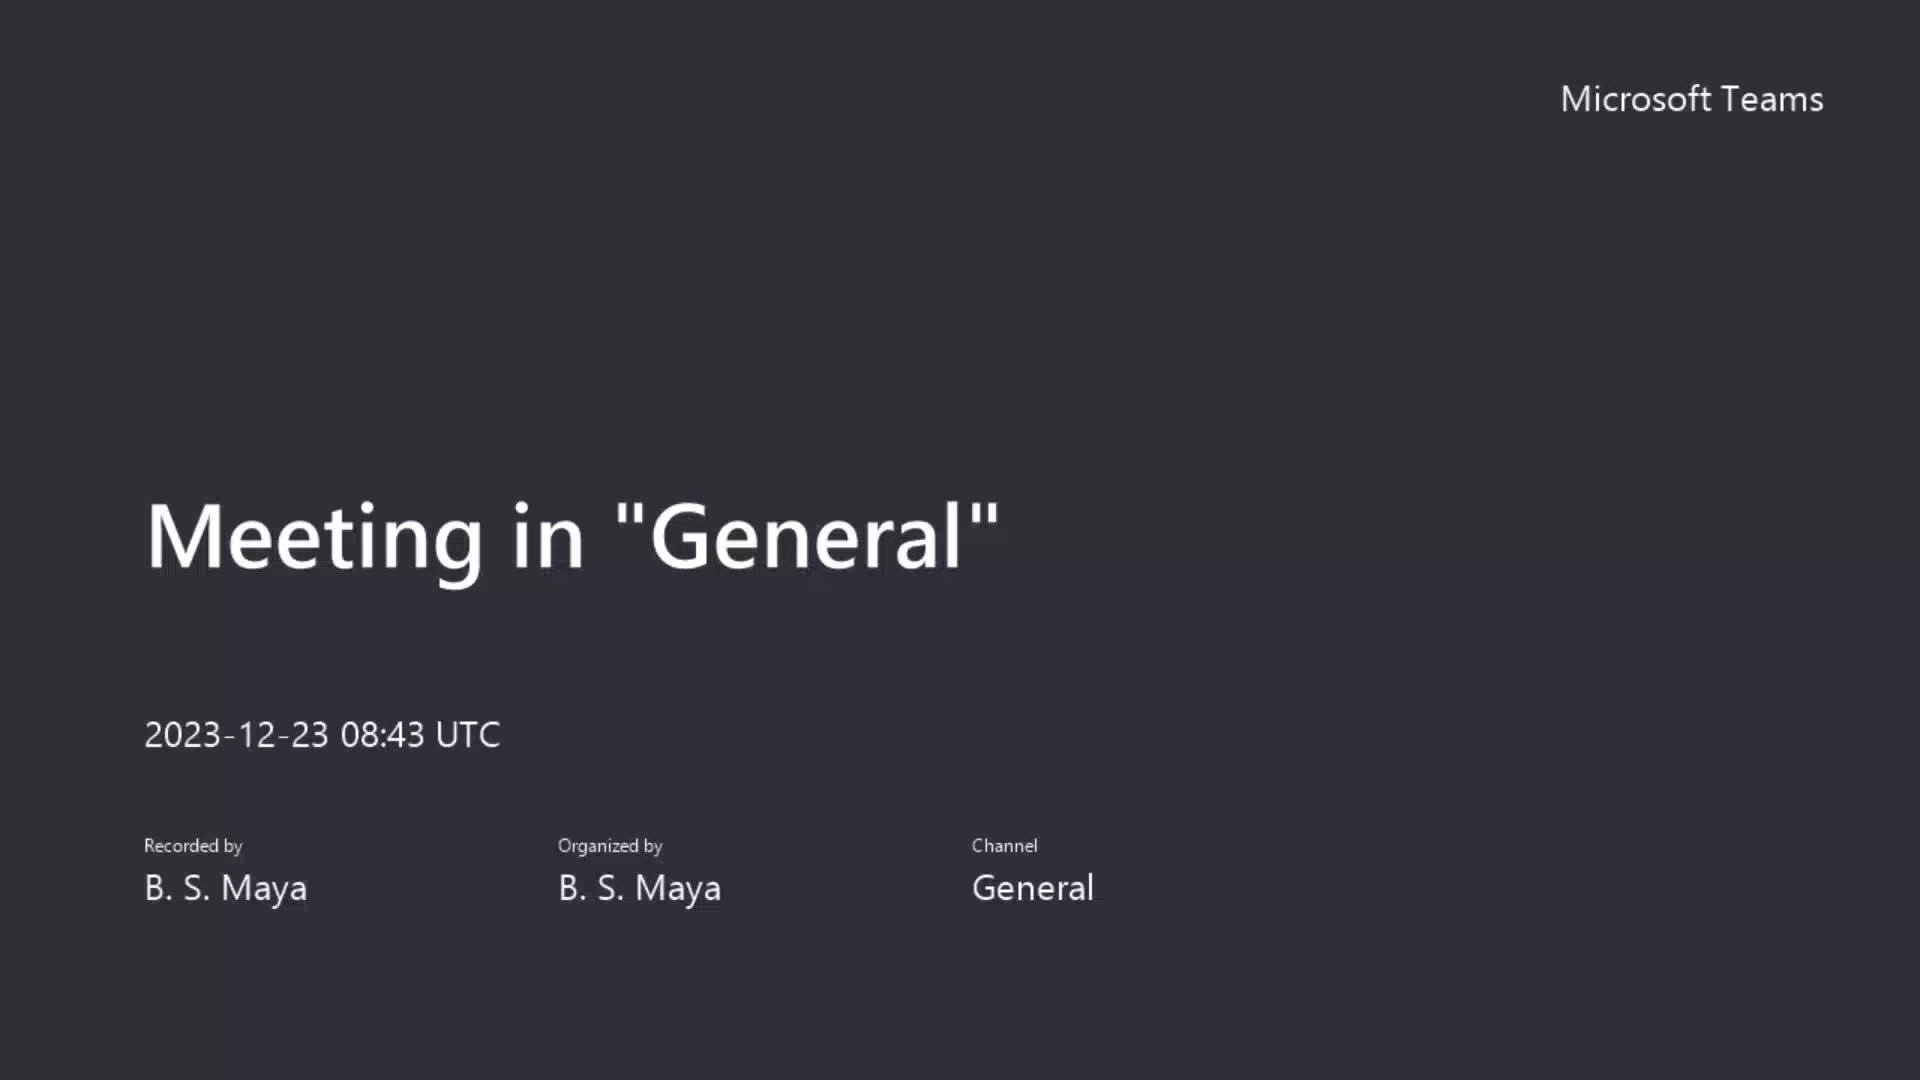 Microsoft Teams
Meeting in "General"
2023-12-23 08:43 UTC
Recorded by
B. S. Maya
Organized by
B. S. Maya
Channel
General